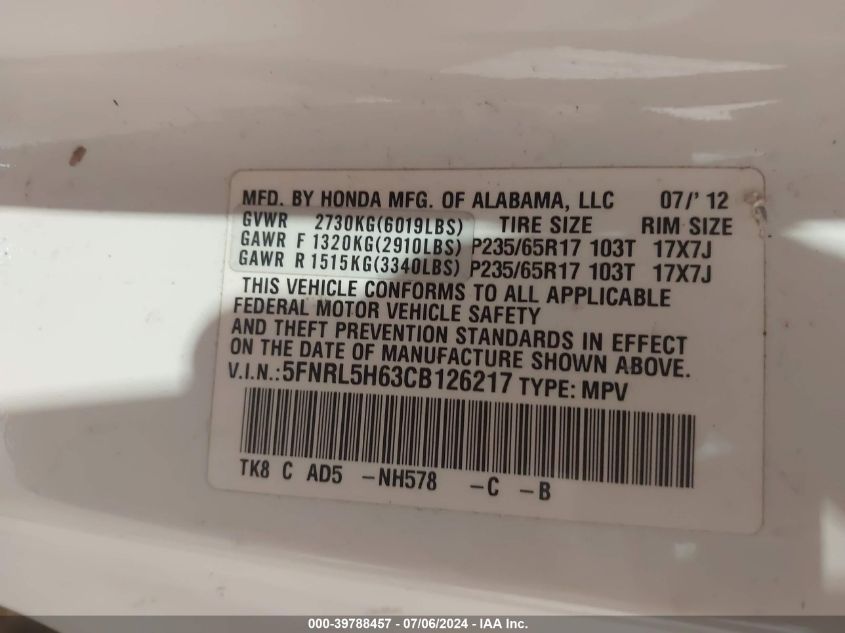 MFD. BY HONDA MFG. OF ALABAMA, LLC 07/' 12
GVWR 2730KG(6019LBS) TIRE SIZE RIM SIZE
GAWR F 1320KG(2910LBS) P235/65R17 103T 17X7J
GAWR R 1515KG(3340LBS) P235/65R17 103T 17X7J
THIS VEHICLE CONFORMS TO ALL APPLICABLE
FEDERAL MOTOR VEHICLE SAFETY
AND THEFT PREVENTION STANDARDS IN EFFECT
ON THE DATE OF MANUFACTURE SHOWN ABOVE.
V.I.N.:5FNRL5H63CB126217 TYPE: MPV
TK8 C AD5 -NH578 -C -B
000-39788457 - 07/06/2024 - IAA Inc.